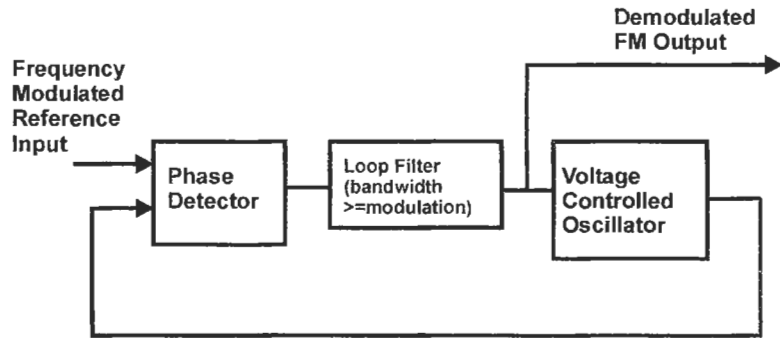 Demodulated
FM Output
Frequency
Modulated
Reference
Input
Phase
Detector
Loop Filter
(bandwidth
>=modulation)
Voltage
Controlled
Oscillator